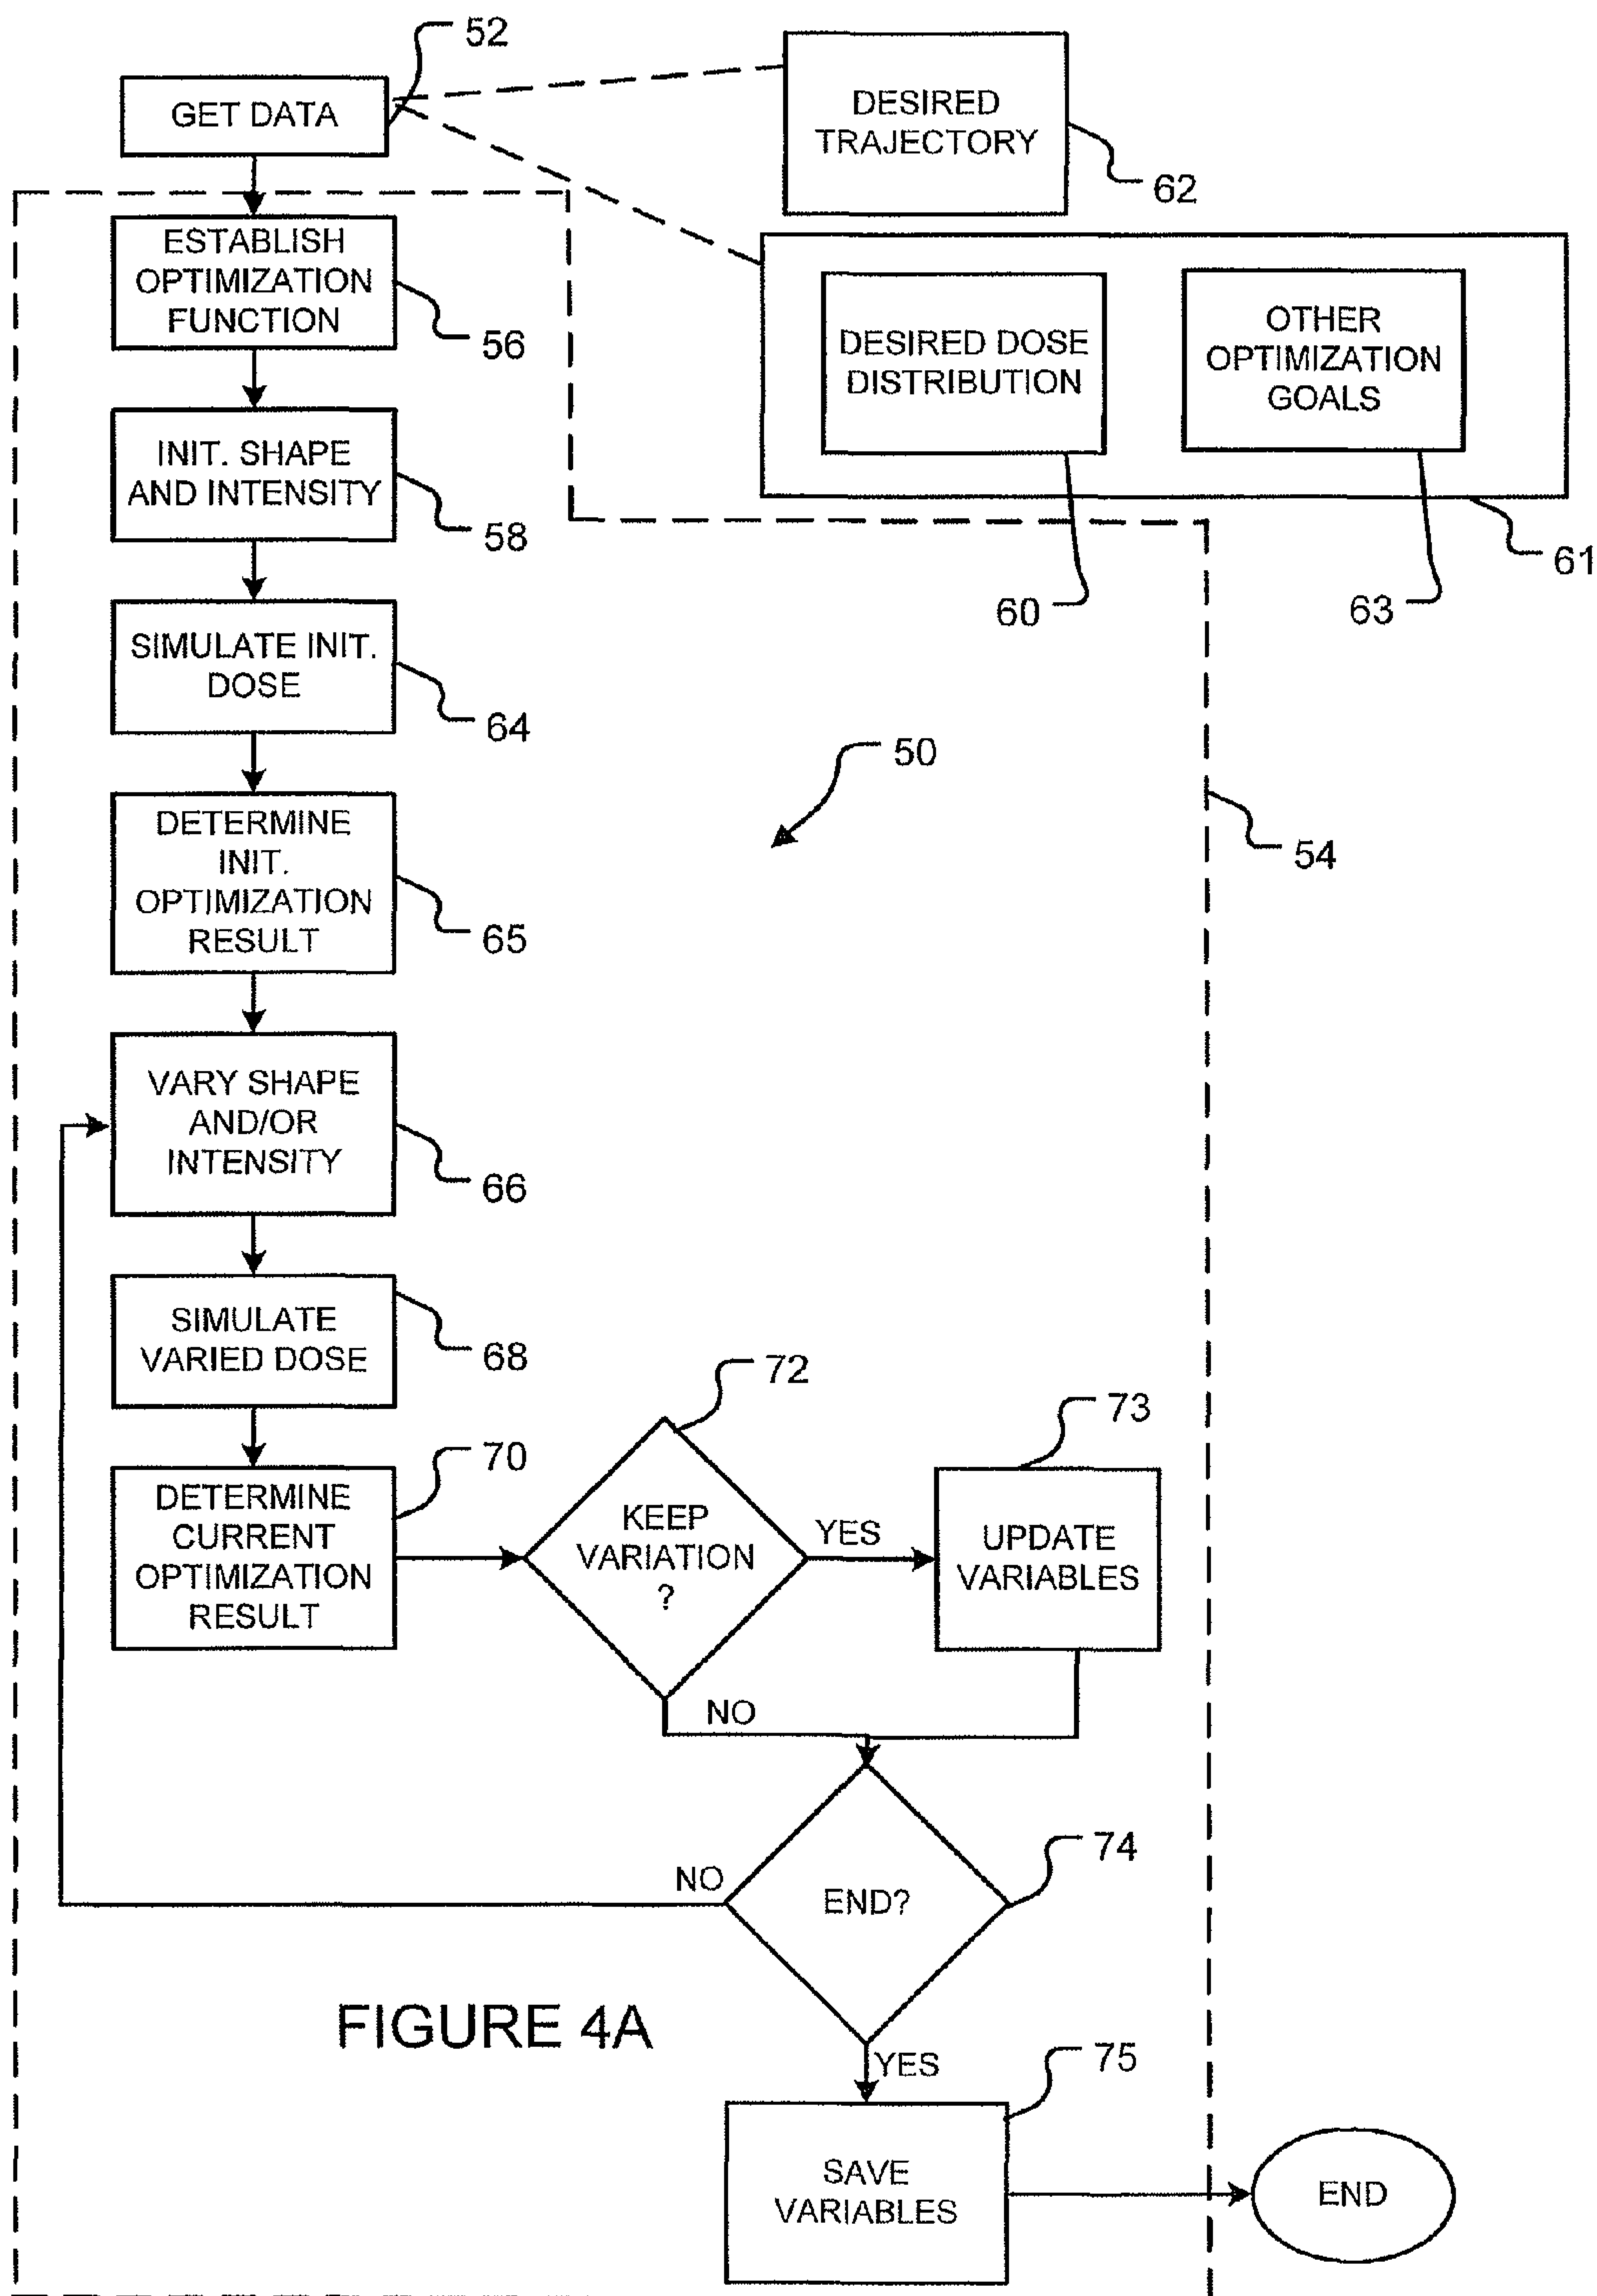 52
GET DATA
DESIRED
TRAJECTORY
62
ESTABLISH
OPTIMIZATION
FUNCTION
56
DESIRED DOSE
DISTRIBUTION
OTHER
OPTIMIZATION
GOALS
61
60
63
INIT. SHAPE
AND INTENSITY
58
SIMULATE INIT.
DOSE
64
50
54
DETERMINE
INIT.
OPTIMIZATION
RESULT
65
VARY SHAPE
AND/OR
INTENSITY
66
SIMULATE
VARIED DOSE
68
DETERMINE
CURRENT
OPTIMIZATION
RESULT
70
72
KEEP
VARIATION
?
YES
73
UPDATE
VARIABLES
NO
NO
END?
74
FIGURE 4A
YES
75
SAVE
VARIABLES
END